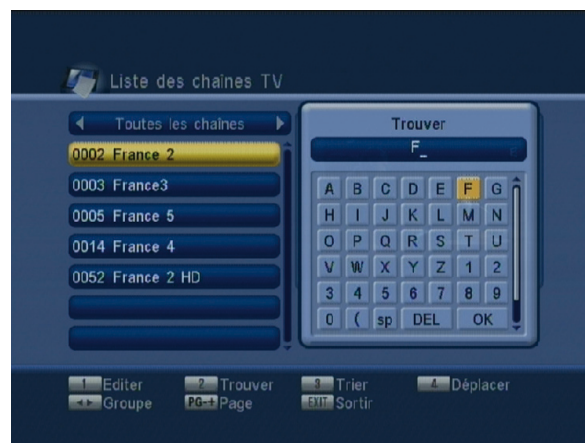 Liste des chaînes TV
Toutes les chaînes
0002 France 2
0003 France3
0005 France 5
0014 France 4
0052 France 2 HD
Trouver
F_
A B C D E F G
H I J K L M N
O P Q R S T U
V W X Y Z 1 2
3 4 5 6 7 8 9
0 ( sp DEL OK
1 Editer 2 Trouver 3 Trier 4 Déplacer
Groupe PG-+ Page EXIT Sortir